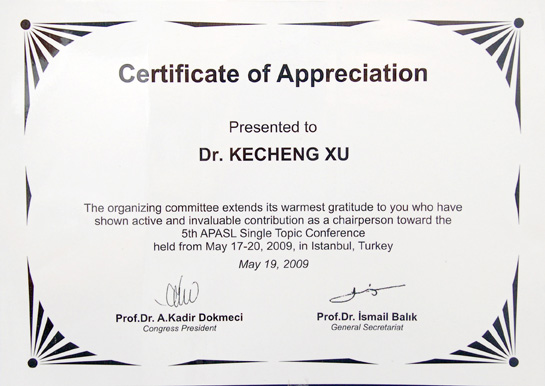 Certificate of Appreciation
Presented to
Dr. KECHENG XU
The organizing committee extends its warmest gratitude to you who have
shown active and invaluable contribution as a chairperson toward the
5th APASL Single Topic Conference
held from May 17-20, 2009, in Istanbul, Turkey
May 19, 2009
Prof.Dr. A.Kadir Dokmeci
Congress President
Prof.Dr. İsmail Balık
General Secretariat